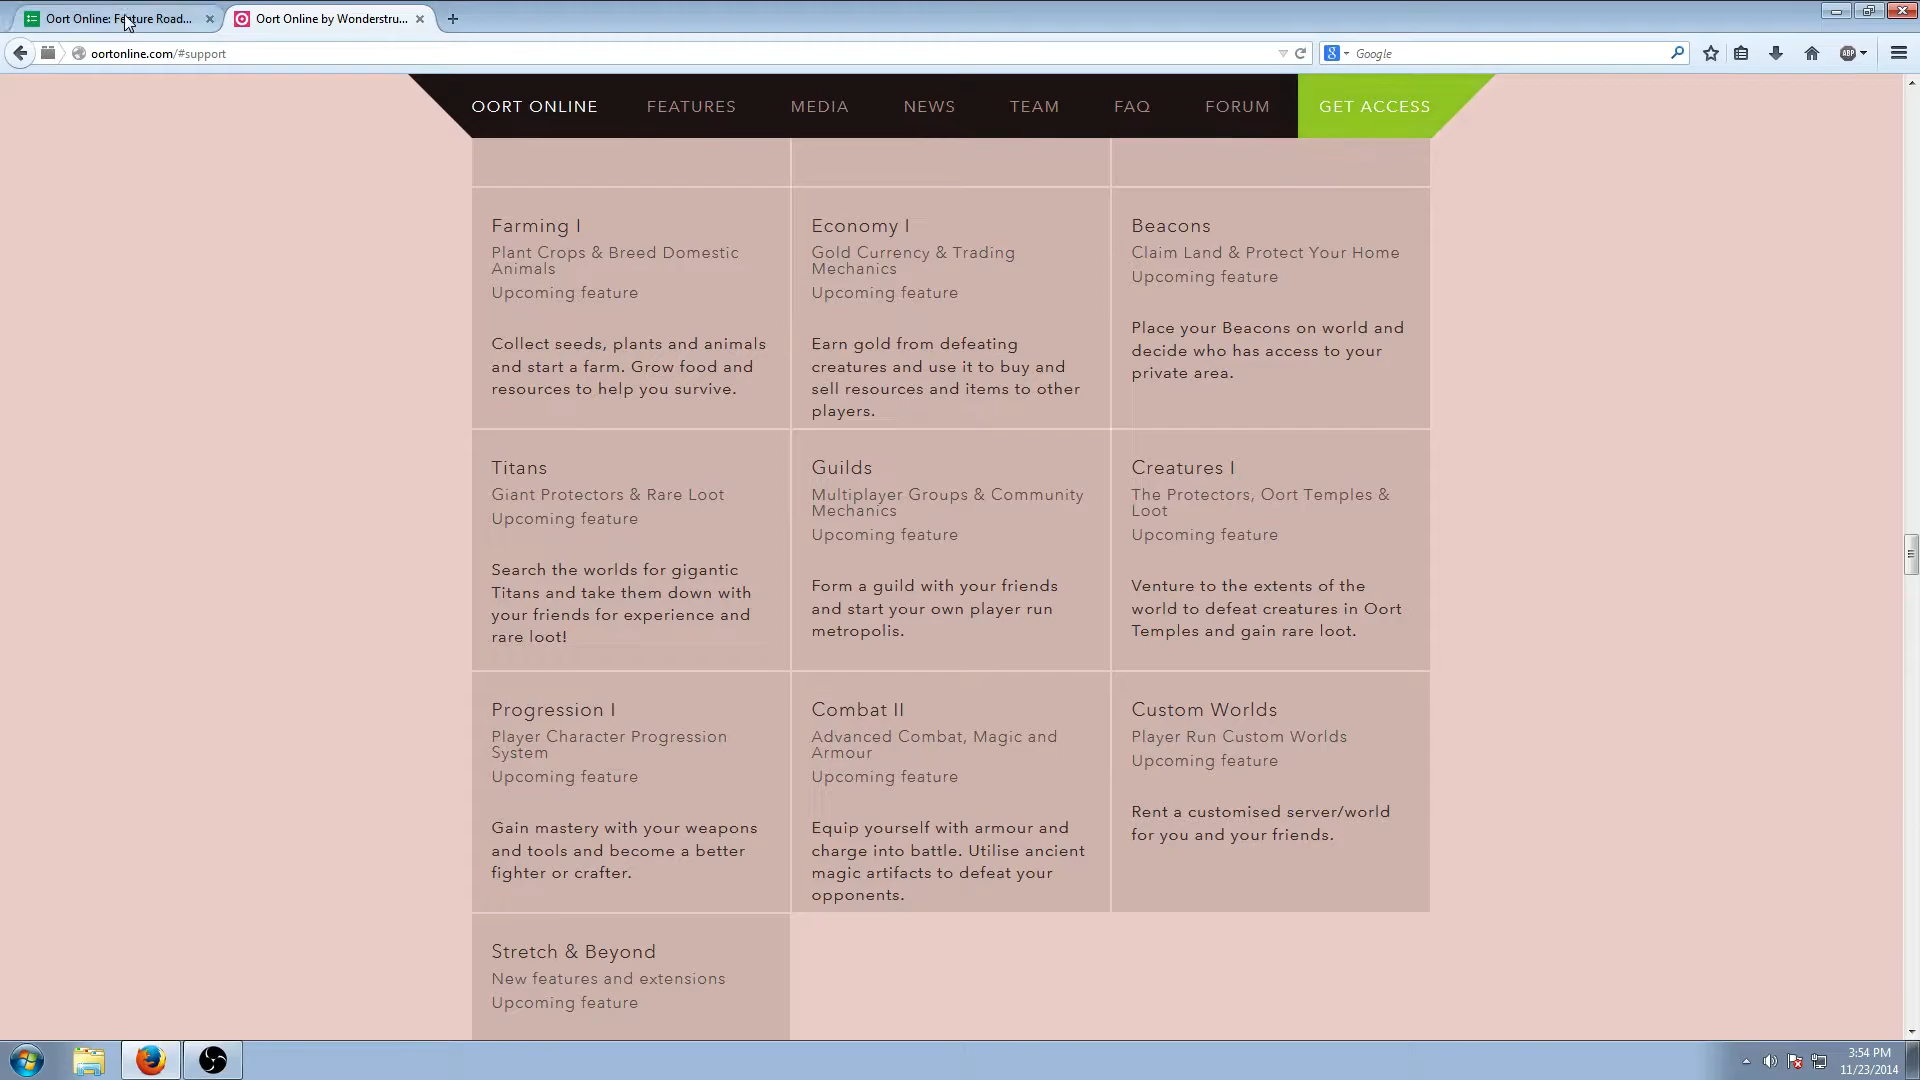 Oort Online: Feature Road...
Oort Online by Wonderstru...
oortonline.com/#support
Google
OORT ONLINE
FEATURES
MEDIA
NEWS
TEAM
FAQ
FORUM
GET ACCESS
Farming I
Plant Crops & Breed Domestic
Animals
Upcoming feature
Collect seeds, plants and animals
and start a farm. Grow food and
resources to help you survive.
Economy I
Gold Currency & Trading
Mechanics
Upcoming feature
Earn gold from defeating
creatures and use it to buy and
sell resources and items to other
players.
Beacons
Claim Land & Protect Your Home
Upcoming feature
Place your Beacons on world and
decide who has access to your
private area.
Titans
Giant Protectors & Rare Loot
Upcoming feature
Search the worlds for gigantic
Titans and take them down with
your friends for experience and
rare loot!
Guilds
Multiplayer Groups & Community
Mechanics
Upcoming feature
Form a guild with your friends
and start your own player run
metropolis.
Creatures I
The Protectors, Oort Temples &
Loot
Upcoming feature
Venture to the extents of the
world to defeat creatures in Oort
Temples and gain rare loot.
Progression I
Player Character Progression
System
Upcoming feature
Gain mastery with your weapons
and tools and become a better
fighter or crafter.
Combat II
Advanced Combat, Magic and
Armour
Upcoming feature
Equip yourself with armour and
charge into battle. Utilise ancient
magic artifacts to defeat your
opponents.
Custom Worlds
Player Run Custom Worlds
Upcoming feature
Rent a customised server/world
for you and your friends.
Stretch & Beyond
New features and extensions
Upcoming feature
3:54 PM
11/23/2014